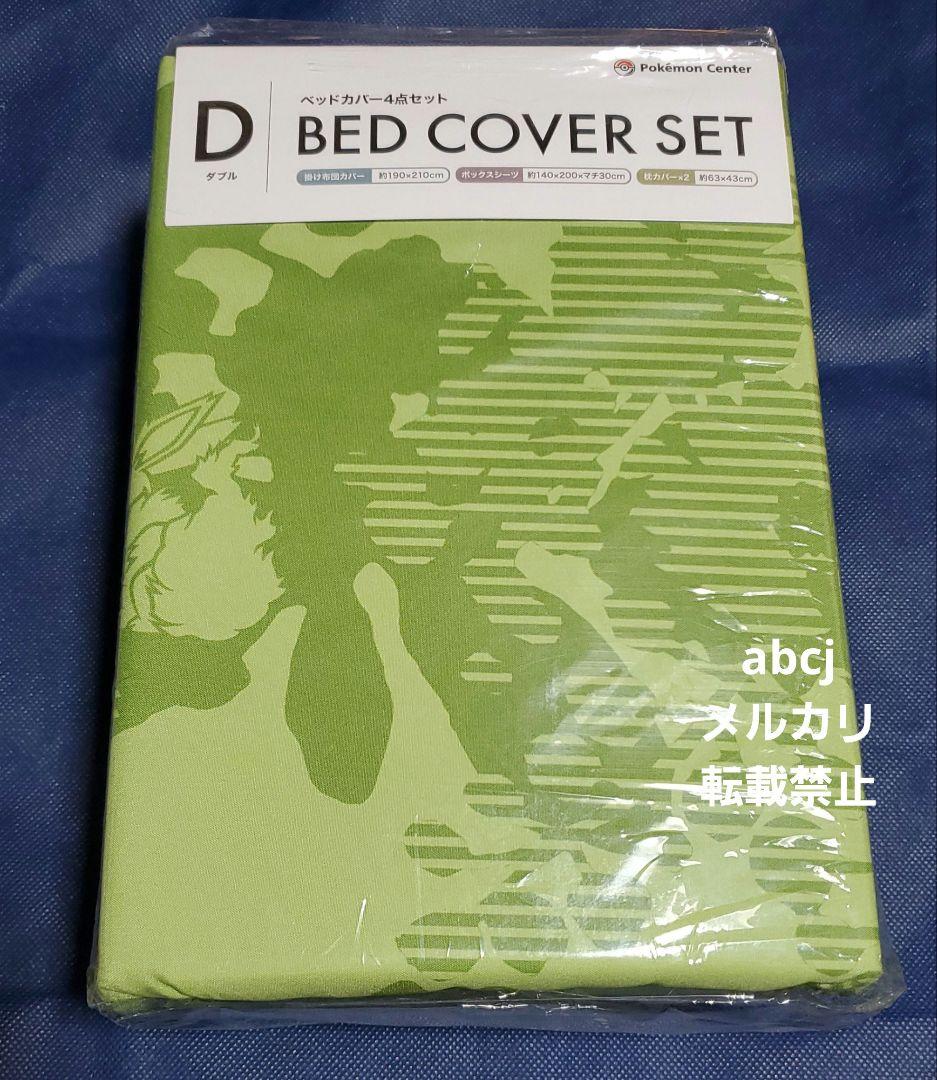 Pokémon Center
ベッドカバー4点セット
D BED COVER SET
ダブル
掛け布団カバー 約190×210cm ボックスシーツ 約140×200×マチ30cm 枕カバー×2 約63×43cm
abcj
メルカリ
転載禁止